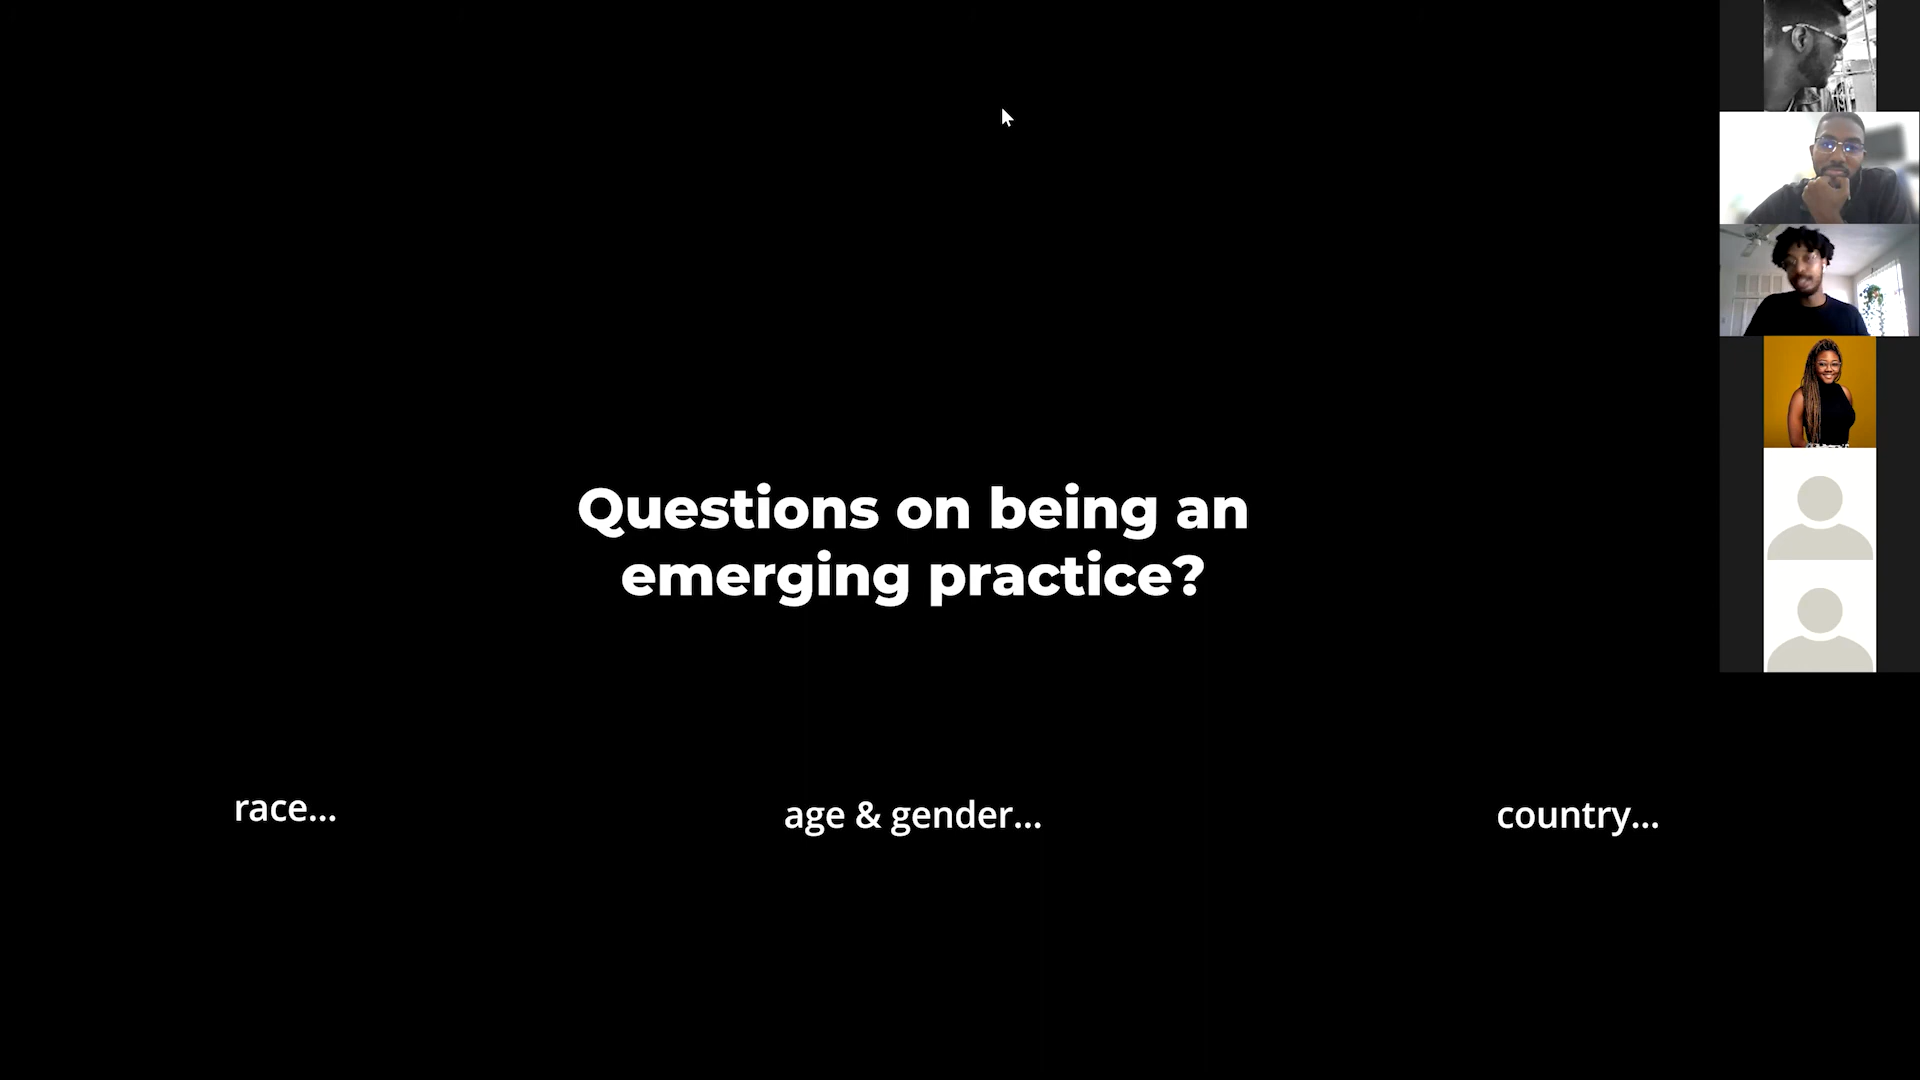 Questions on being an
emerging practice?
race...
age & gender...
country...